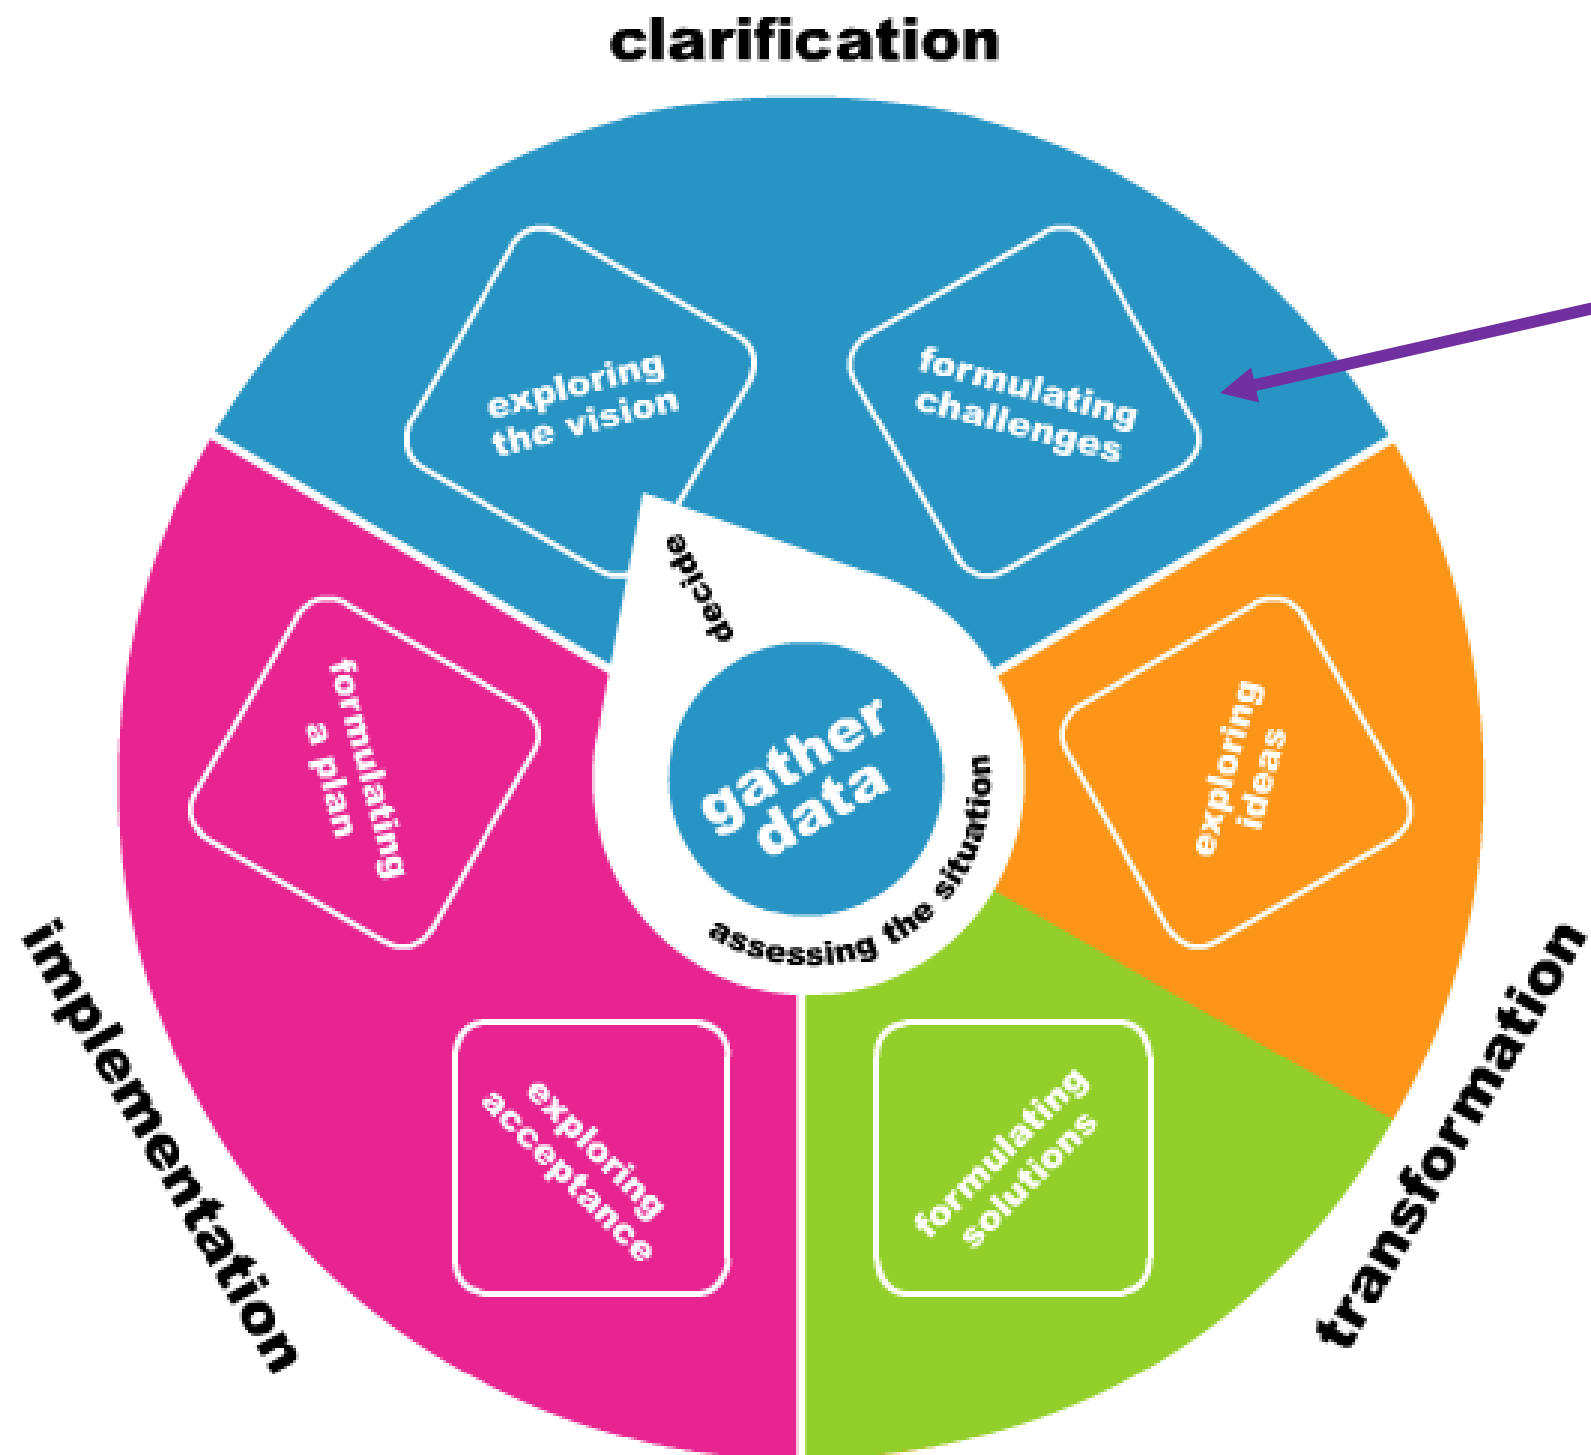 clarification
exploring
the vision
formulating
challenges
decide
gather
data
assessing the situation
exploring
ideas
formulating
solutions
exploring
acceptance
formulating
a plan
transformation
implementation